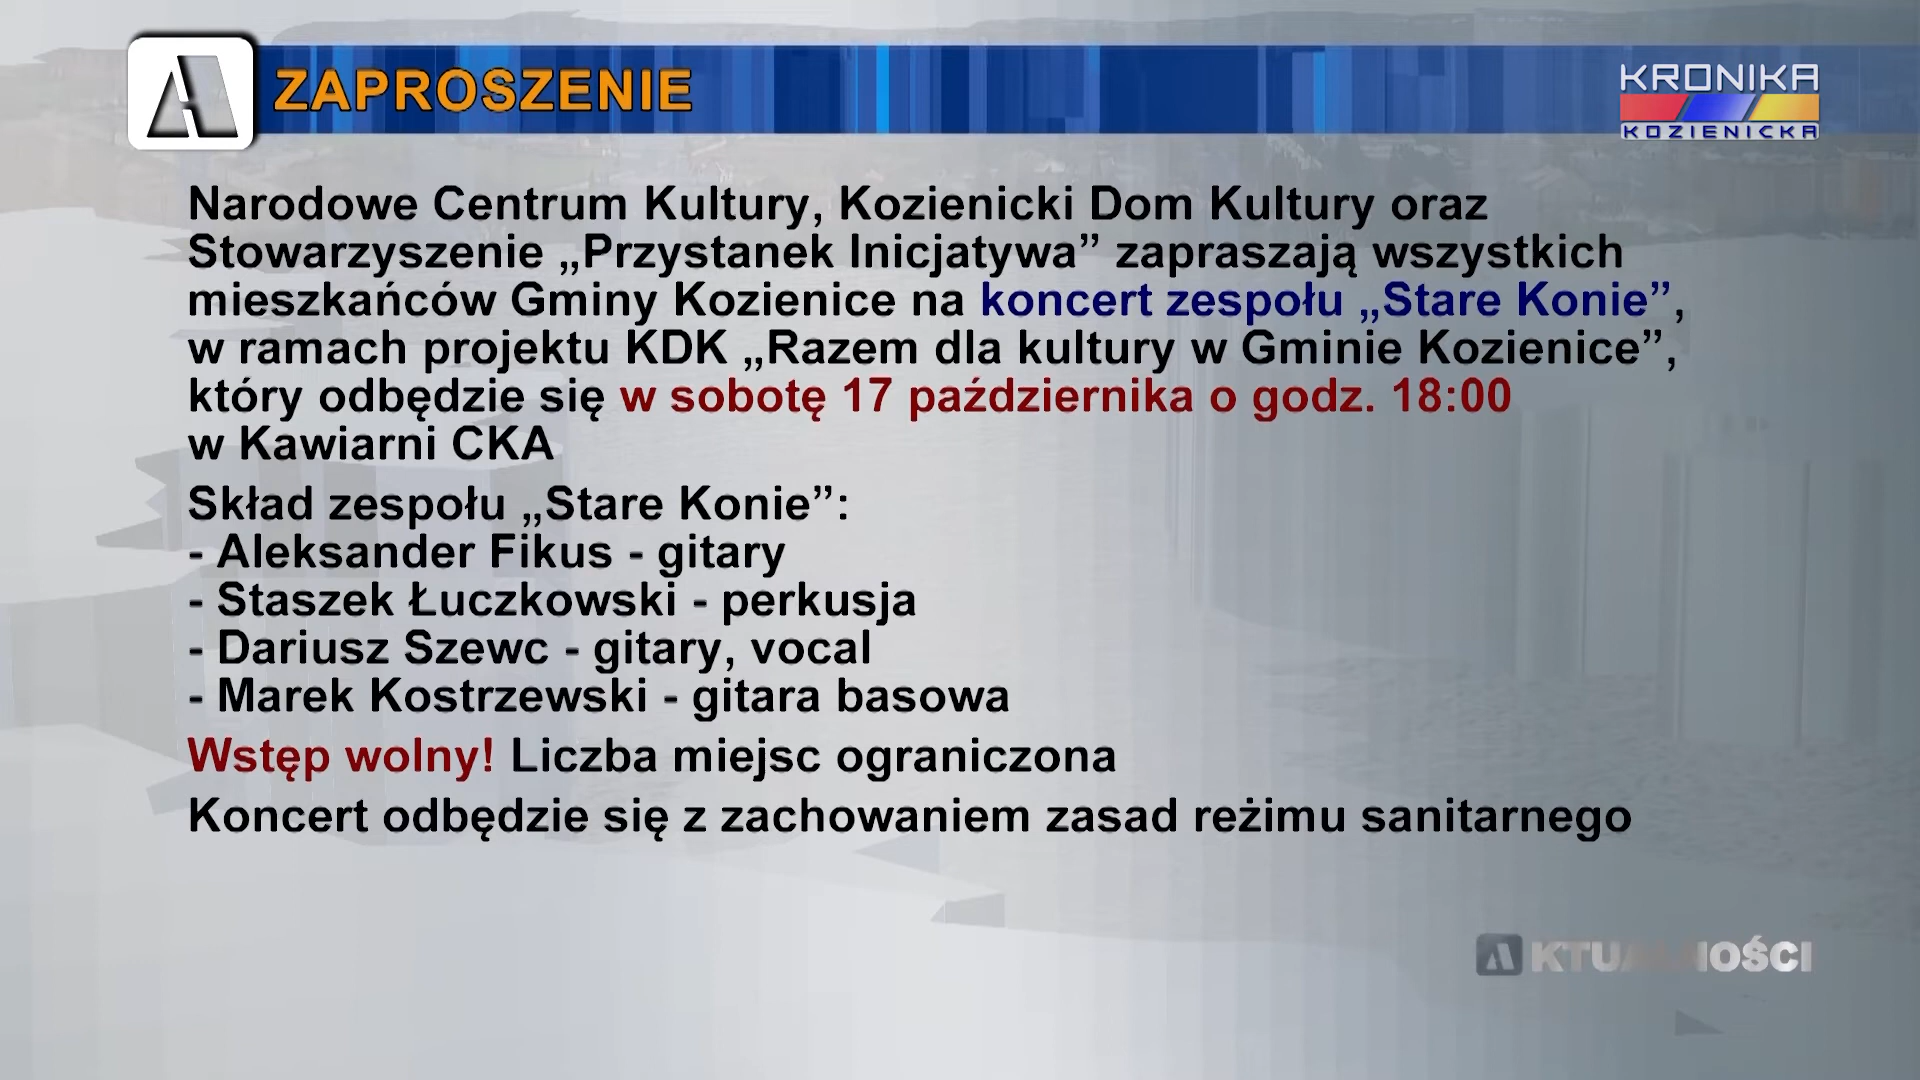 ZAPROSZENIE
KRONIKA
KOZIENICKA
Narodowe Centrum Kultury, Kozienicki Dom Kultury oraz
Stowarzyszenie „Przystanek Inicjatywa” zapraszają wszystkich
mieszkańców Gminy Kozienice na koncert zespołu „Stare Konie”,
w ramach projektu KDK „Razem dla kultury w Gminie Kozienice”,
który odbędzie się w sobotę 17 października o godz. 18:00
w Kawiarni CKA
Skład zespołu „Stare Konie”:
- Aleksander Fikus - gitary
- Staszek Łuczkowski - perkusja
- Dariusz Szewc - gitary, vocal
- Marek Kostrzewski - gitara basowa
Wstęp wolny! Liczba miejsc ograniczona
Koncert odbędzie się z zachowaniem zasad reżimu sanitarnego
AKTUALNOŚCI